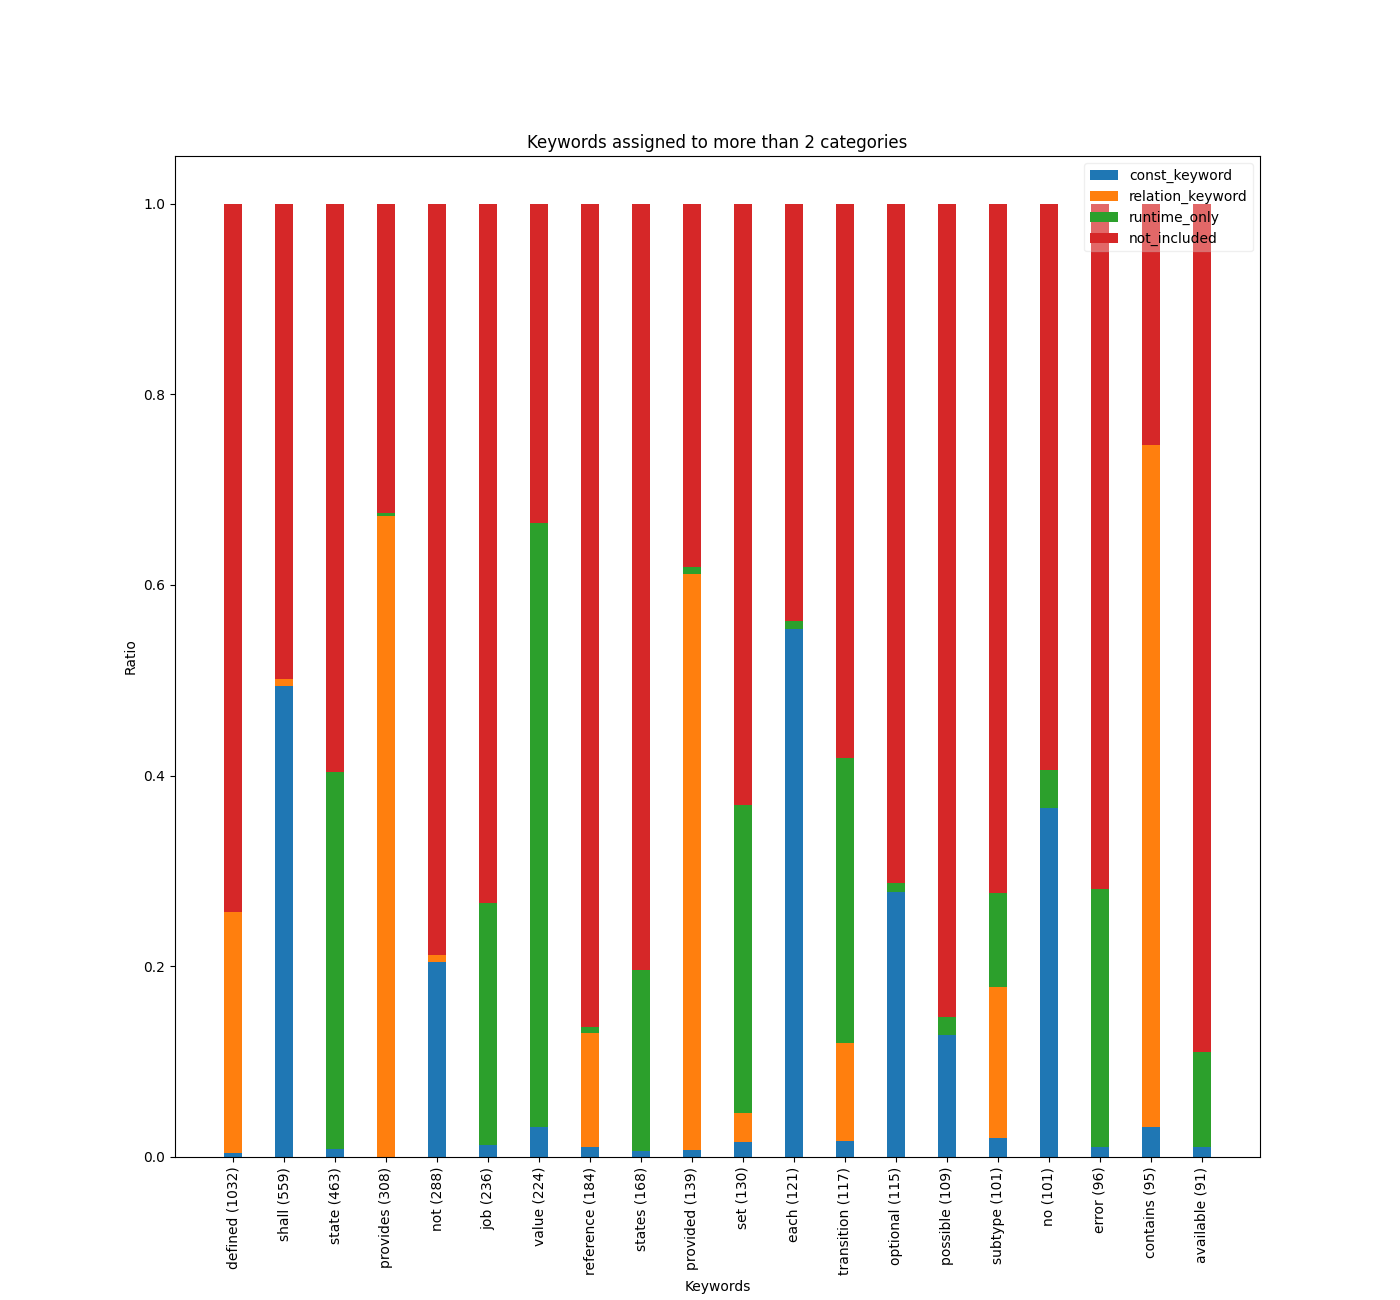 Keywords assigned to more than 2 categories
const_keyword
relation_keyword
runtime_only
not_included
1.0
0.8
0.6
0.4
0.2
0.0
Ratio
defined (1032)
shall (559)
state (463)
provides (308)
not (288)
job (236)
value (224)
reference (184)
states (168)
provided (139)
set (130)
each (121)
transition (117)
optional (115)
possible (109)
subtype (101)
no (101)
error (96)
contains (95)
available (91)
Keywords